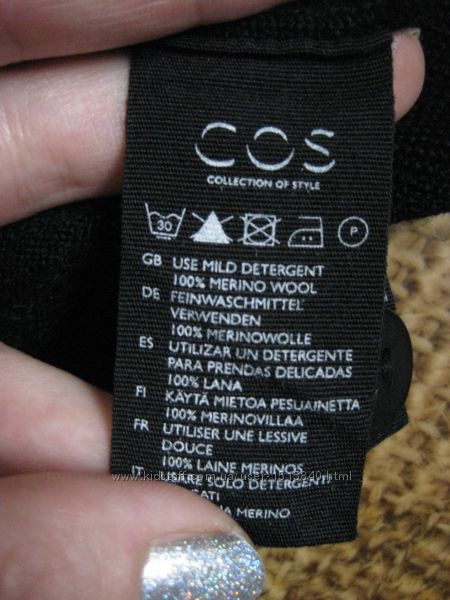 COS
COLLECTION OF STYLE
30
P
GB USE MILD DETERGENT
100% MERINO WOOL
DE FEINWASCHMITTEL
VERWENDEN
100% MERINOWOLLE
ES UTILIZAR UN DETERGENTE
PARA PRENDAS DELICADAS
100% LANA
FI KÄYTÄ MIETOA PESUAINETTA
100% MERINOVILLAA
FR UTILISER UNE LESSIVE
DOUCE
100% LAINE MERINOS
IT DETERGENT
MERINO